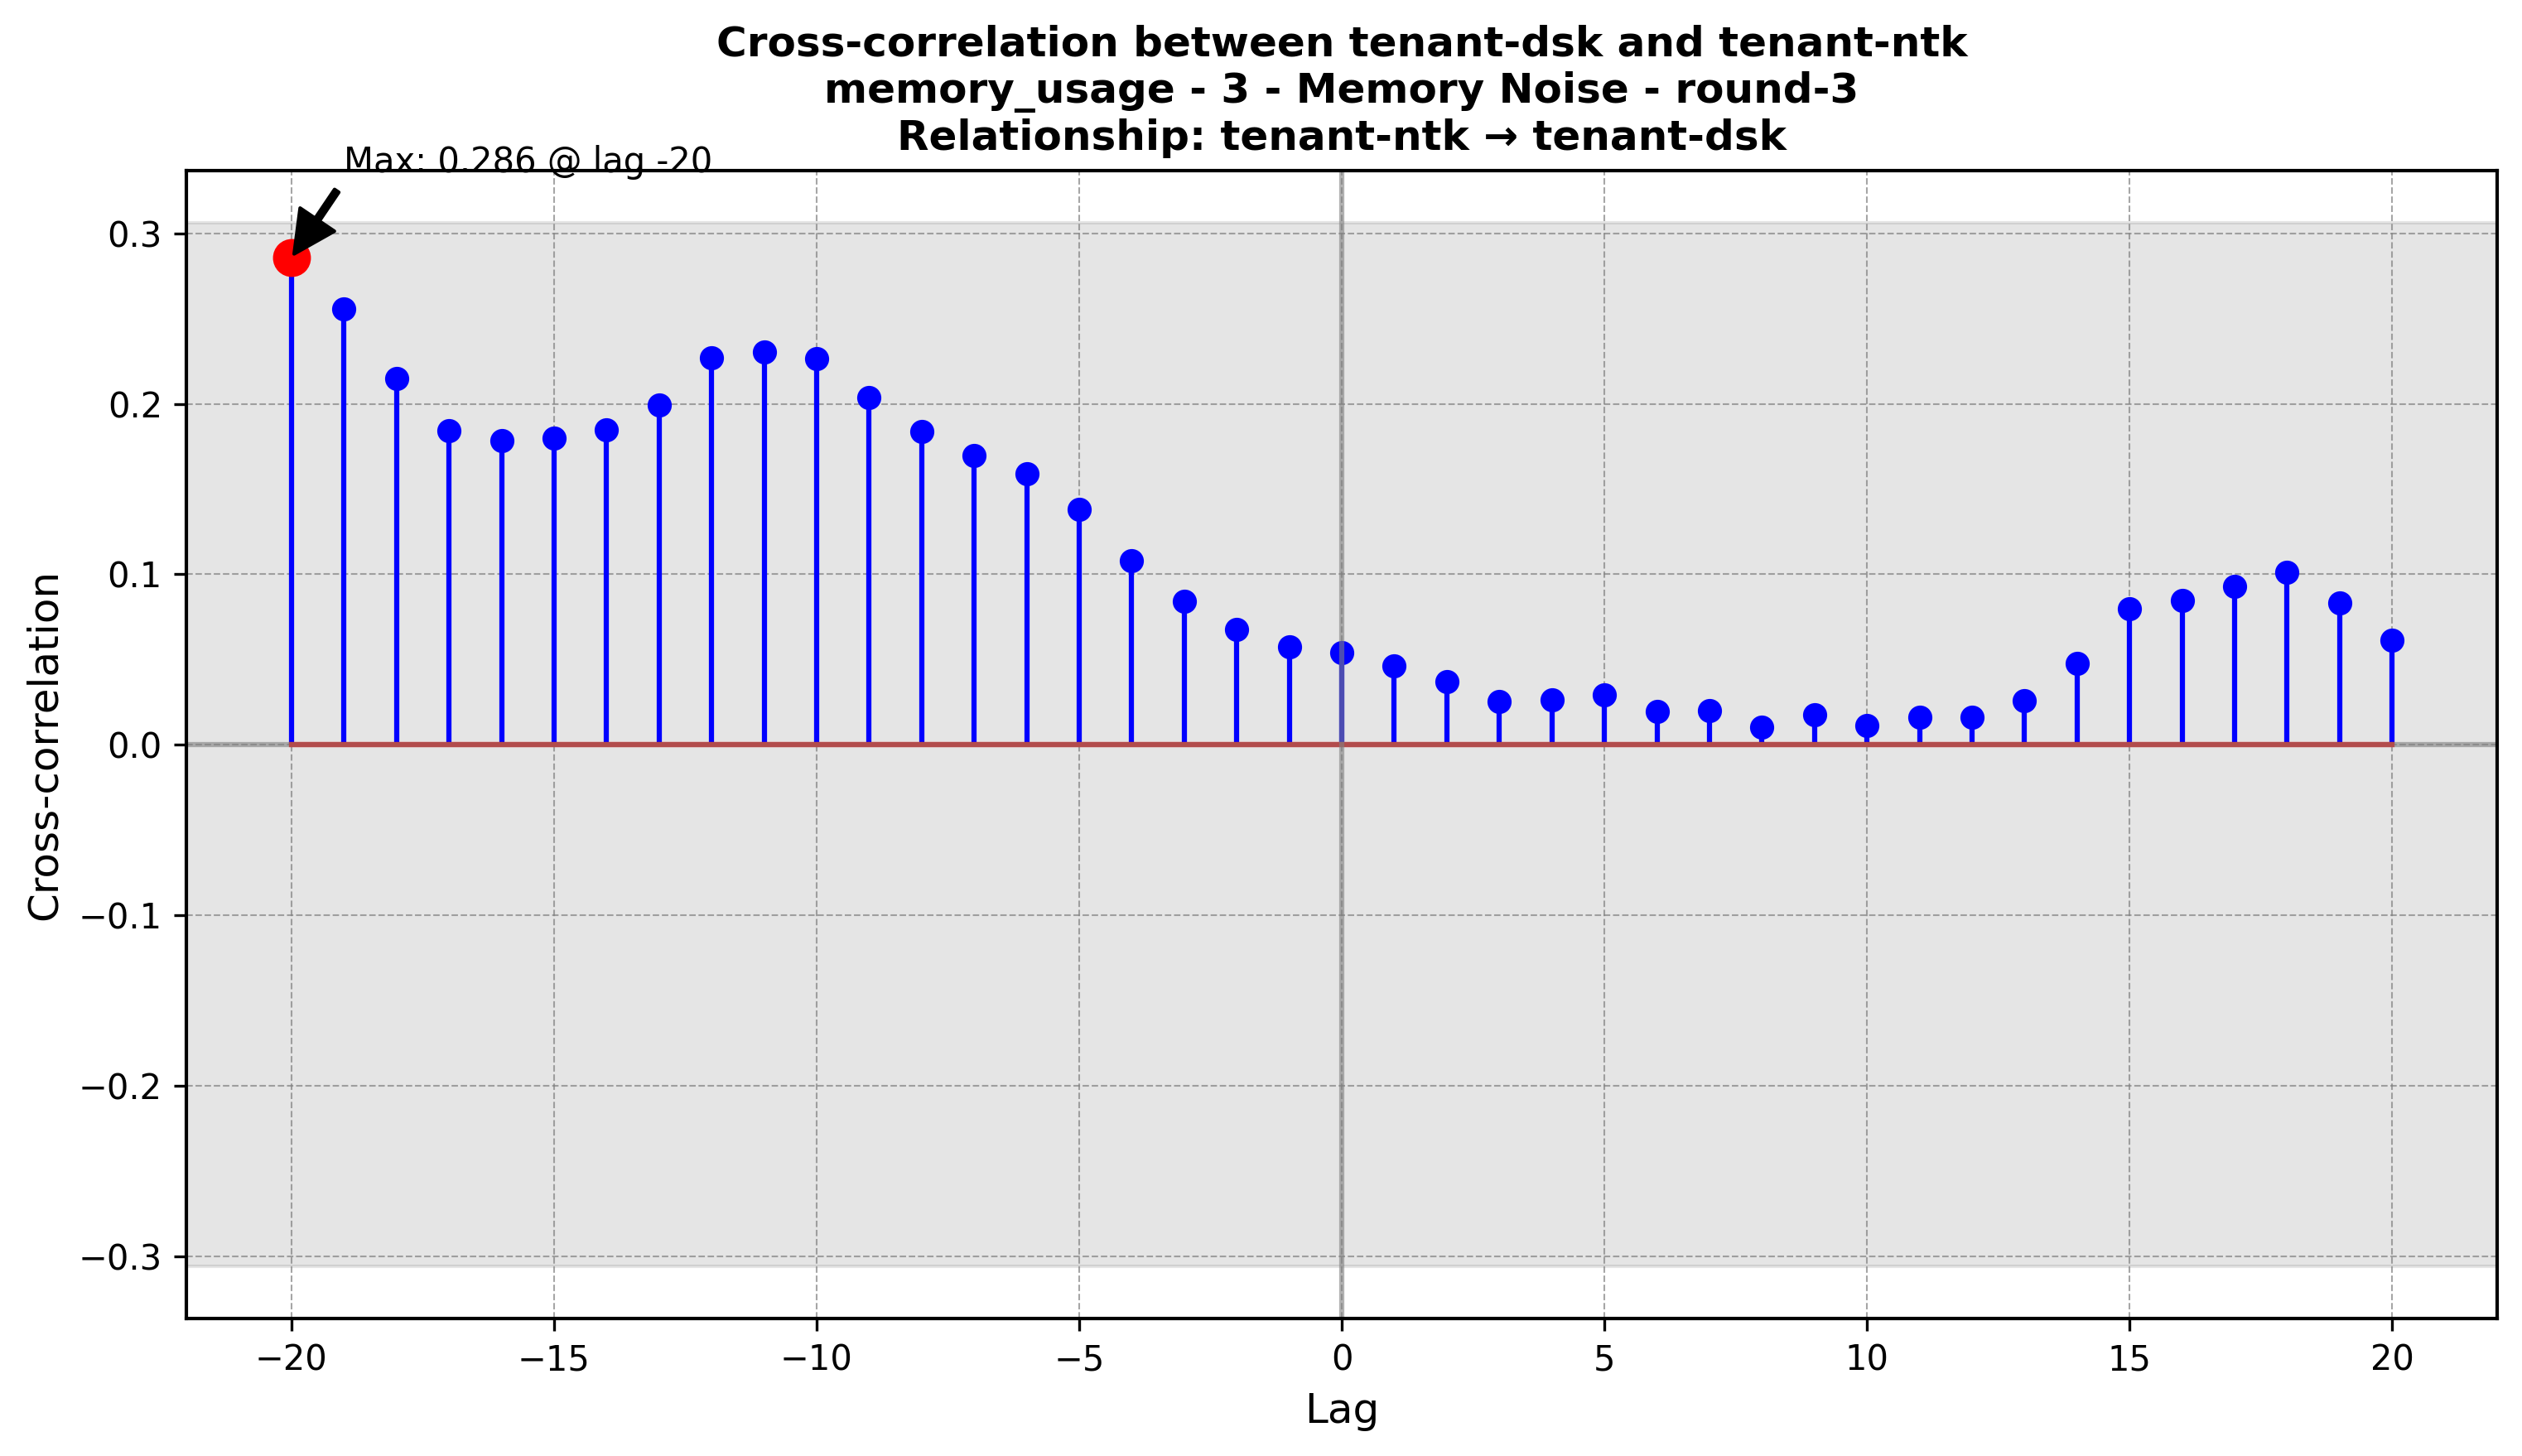 Cross-correlation between tenant-dsk and tenant-ntk
memory_usage - 3 - Memory Noise - round-3
Relationship: tenant-ntk → tenant-dsk
Max: 0.286 @ lag -20
0.3
0.2
0.1
0.0
−0.1
−0.2
−0.3
Cross-correlation
−20
−15
−10
−5
0
5
10
15
20
Lag